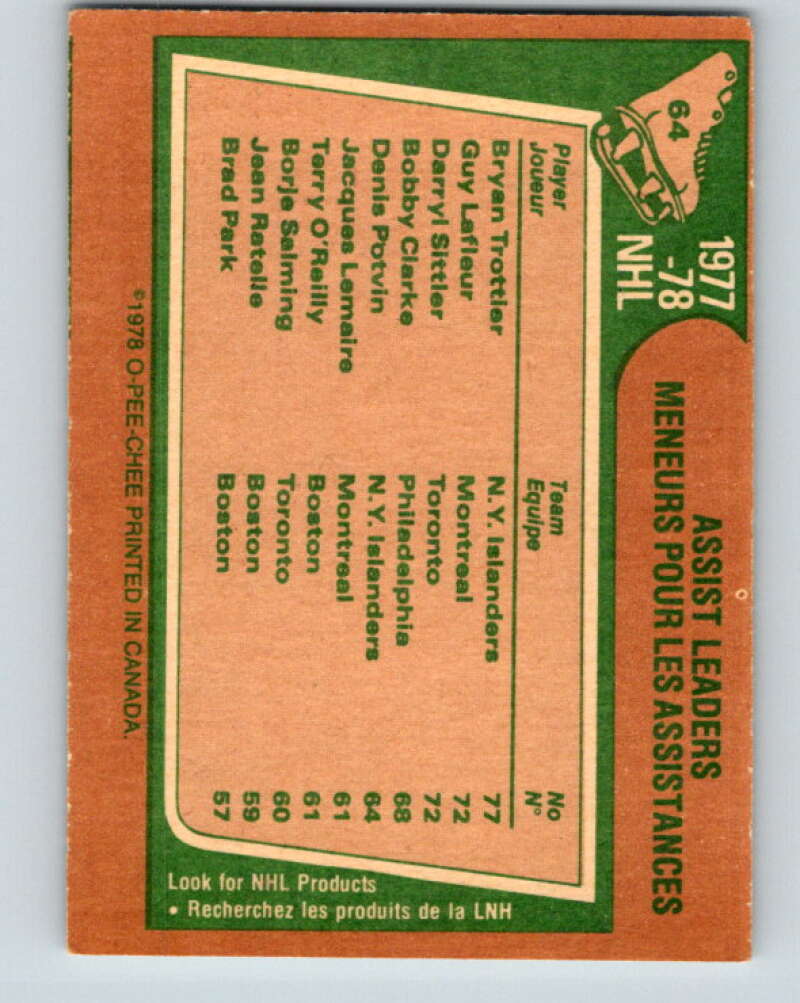 64
1977
-78
NHL
ASSIST LEADERS
MENEURS POUR LES ASSISTANCES
Player Team No
Joueur Equipe N°
Bryan Trottier N.Y. Islanders 77
Guy Lafleur Montreal 72
Darryl Sittler Toronto 72
Bobby Clarke Philadelphia 68
Denis Potvin N.Y. Islanders 64
Jacques Lemaire Montreal 61
Terry O'Reilly Boston 61
Borje Salming Toronto 60
Jean Ratelle Boston 59
Brad Park Boston 57
©1978 O-PEE-CHEE PRINTED IN CANADA.
Look for NHL Products
• Recherchez les produits de la LNH